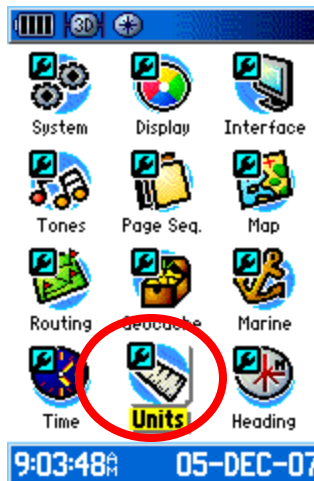 3D
System Display Interface
Tones Page Seq. Map
Routing Geocache Marine
Time Units Heading
9:03:48AM 05-DEC-07